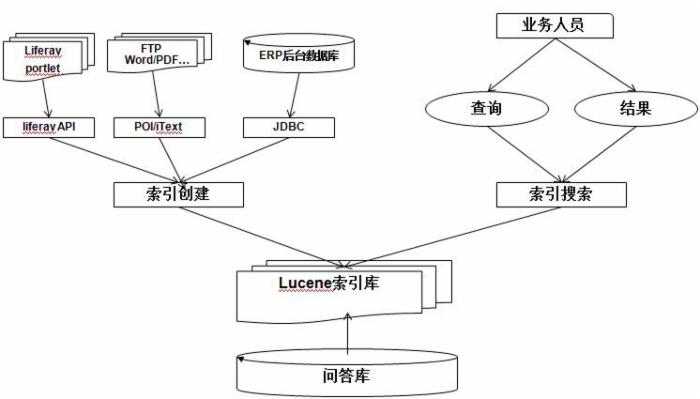 Liferay
portlet
FTP
Word/PDF...
ERP后台数据库
业务人员
查询
结果
liferay API
POI/iText
JDBC
索引创建
索引搜索
Lucene索引库
问答库